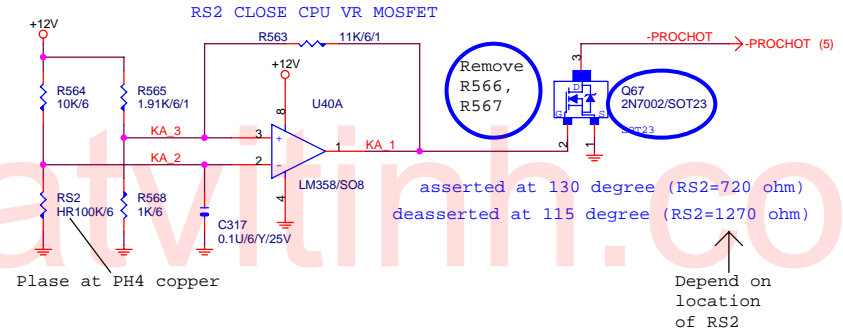 RS2 CLOSE CPU VR MOSFET
+12V
R563
11K/6/1
-PROCHOT
-PROCHOT (5)
+12V
Remove
R566,
R567
3
D
G
S
Q67
2N7002/SOT23
SOT23
2
1
R564
10K/6
R565
1.91K/6/1
8
U40A
KA_3
3
+
KA_2
2
-
1
KA_1
4
LM358/SO8
RS2
HR100K/6
R568
1K/6
C317
0.1U/6/Y/25V
asserted at 130 degree (RS2=720 ohm)
deasserted at 115 degree (RS2=1270 ohm)
Plase at PH4 copper
Depend on
location
of RS2
atvitinh.co